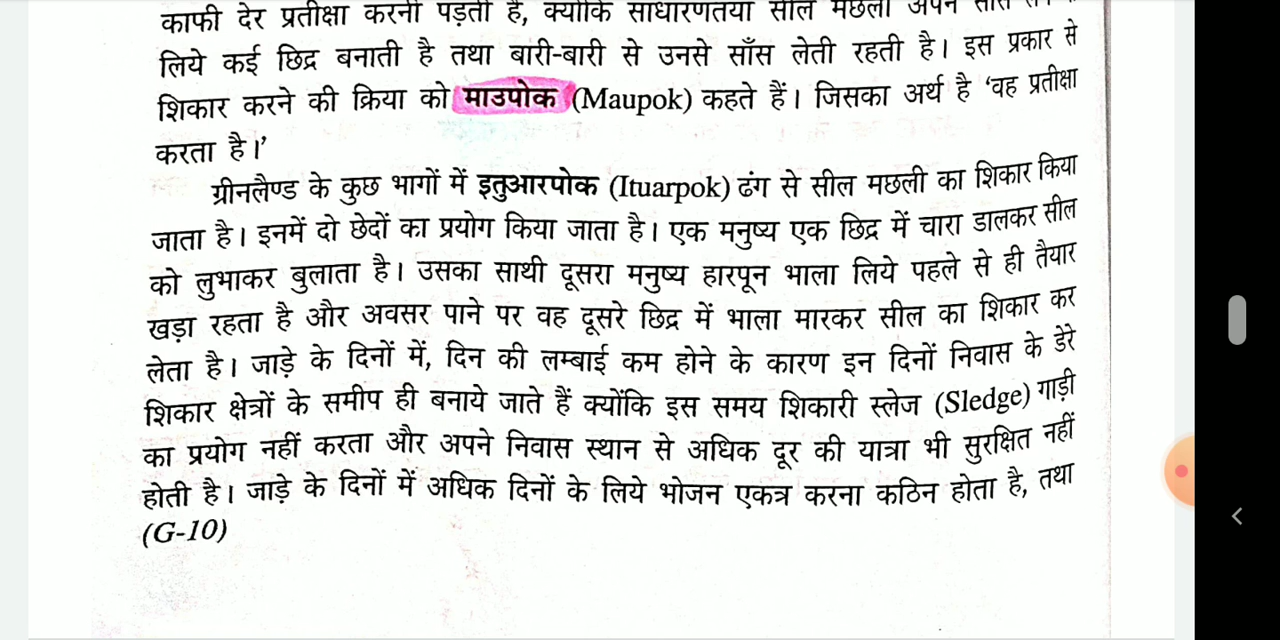 काफी देर प्रतीक्षा करनी पड़ती है, क्योंकि साधारणतया सील मछली अपने साँस
लिये कई छिद्र बनाती है तथा बारी-बारी से उनसे साँस लेती रहती है। इस प्रकार से
शिकार करने की क्रिया को माउपोक (Maupok) कहते हैं। जिसका अर्थ है ‘वह प्रतीक्षा
करता है।’
ग्रीनलैण्ड के कुछ भागों में इतुआरपोक (Ituarpok) ढंग से सील मछली का शिकार किया
जाता है। इनमें दो छेदों का प्रयोग किया जाता है। एक मनुष्य एक छिद्र में चारा डालकर सील
को लुभाकर बुलाता है। उसका साथी दूसरा मनुष्य हारपून भाला लिये पहले से ही तैयार
खड़ा रहता है और अवसर पाने पर वह दूसरे छिद्र में भाला मारकर सील का शिकार कर
लेता है। जाड़े के दिनों में, दिन की लम्बाई कम होने के कारण इन दिनों निवास के डेरे
शिकार क्षेत्रों के समीप ही बनाये जाते हैं क्योंकि इस समय शिकारी स्लेज (Sledge) गाड़ी
का प्रयोग नहीं करता और अपने निवास स्थान से अधिक दूर की यात्रा भी सुरक्षित नहीं
होती है। जाड़े के दिनों में अधिक दिनों के लिये भोजन एकत्र करना कठिन होता है, तथा
(G-10)